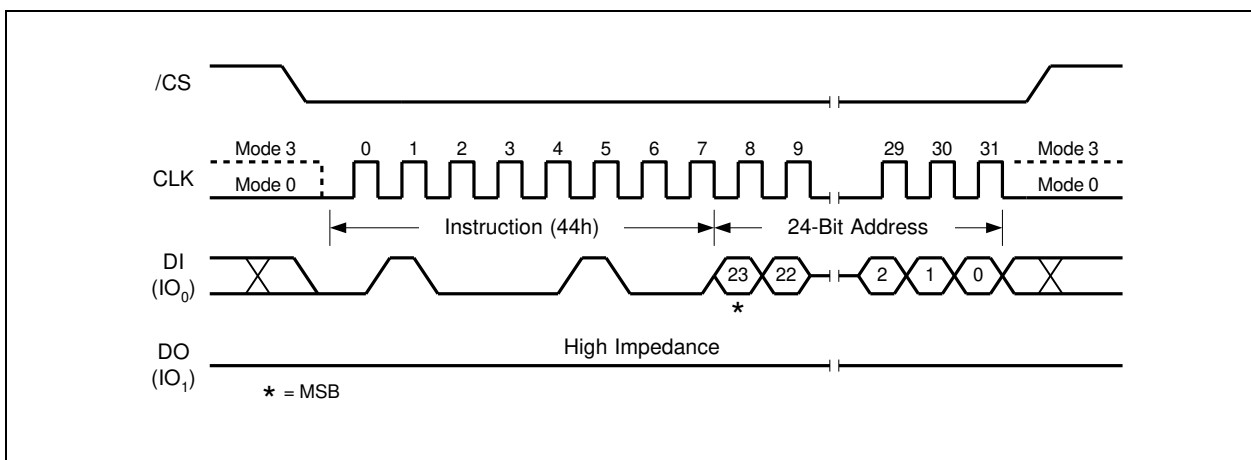 /CS
Mode 3 0 1 2 3 4 5 6 7 8 9 29 30 31 Mode 3
CLK Mode 0 Mode 0
Instruction (44h) 24-Bit Address
DI
(IO0) 23 22 2 1 0
*
High Impedance
DO
(IO1)
* = MSB